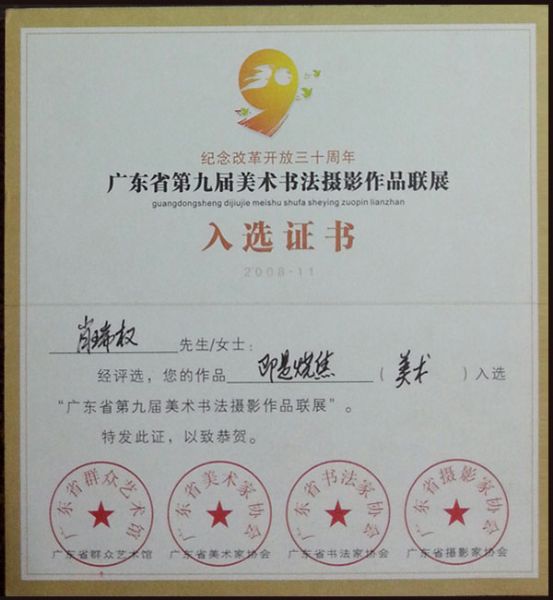 纪念改革开放三十周年
广东省第九届美术书法摄影作品联展
guangdongsheng dijiujie meishu shufa sheying zuopin lianzhan
入选证书
2008-11
肖瑞权 先生/女士：
经评选，您的作品 即是烧焦 （ 美术 ）入选
“广东省第九届美术书法摄影作品联展”。
特发此证，以致恭贺。
广东省群众艺术馆 广东省美术家协会 广东省书法家协会 广东省摄影家协会
广东省群众艺术馆 广东省美术家协会 广东省书法家协会 广东省摄影家协会